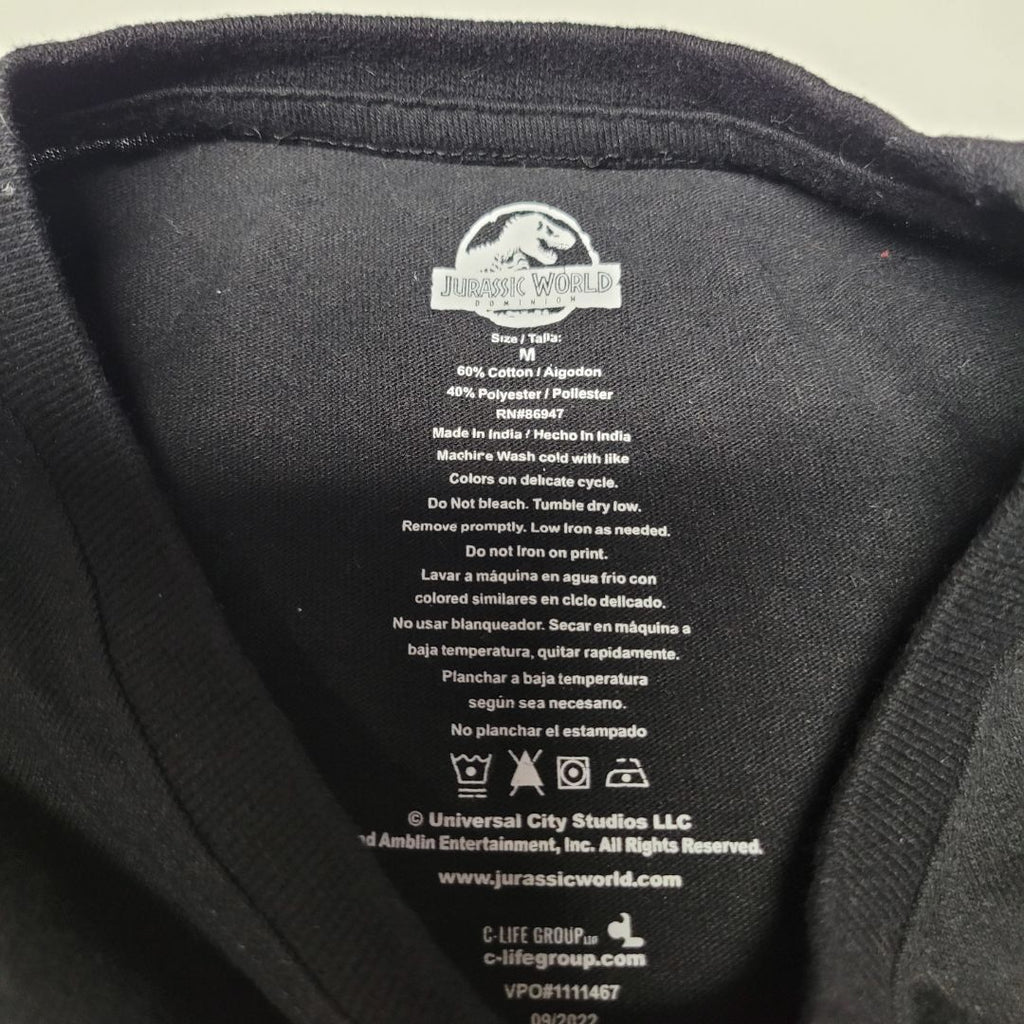 JURASSIC WORLD
DOMINION
Size / Talla:
M
60% Cotton / Algodon
40% Polyester / Poliester
RN#86947
Made In India / Hecho In India
Machine Wash cold with like
Colors on delicate cycle.
Do Not bleach. Tumble dry low.
Remove promptly. Low Iron as needed.
Do not Iron on print.
Lavar a máquina en agua frio con
colored similares en ciclo delicado.
No usar blanqueador. Secar en máquina a
baja temperatura, quitar rapidamente.
Planchar a baja temperatura
según sea necesario.
No planchar el estampado
© Universal City Studios LLC
Amblin Entertainment, Inc. All Rights Reserved.
www.jurassicworld.com
C-LIFE GROUP LTD
c-lifegroup.com
VPO#1111467
09/2022